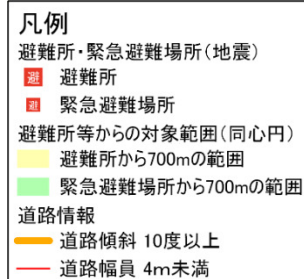 凡例
避難所・緊急避難場所(地震)
避 避難所
避 緊急避難場所
避難所等からの対象範囲(同心円)
避難所から700mの範囲
緊急避難場所から700mの範囲
道路情報
道路傾斜 10度以上
道路幅員 4m未満